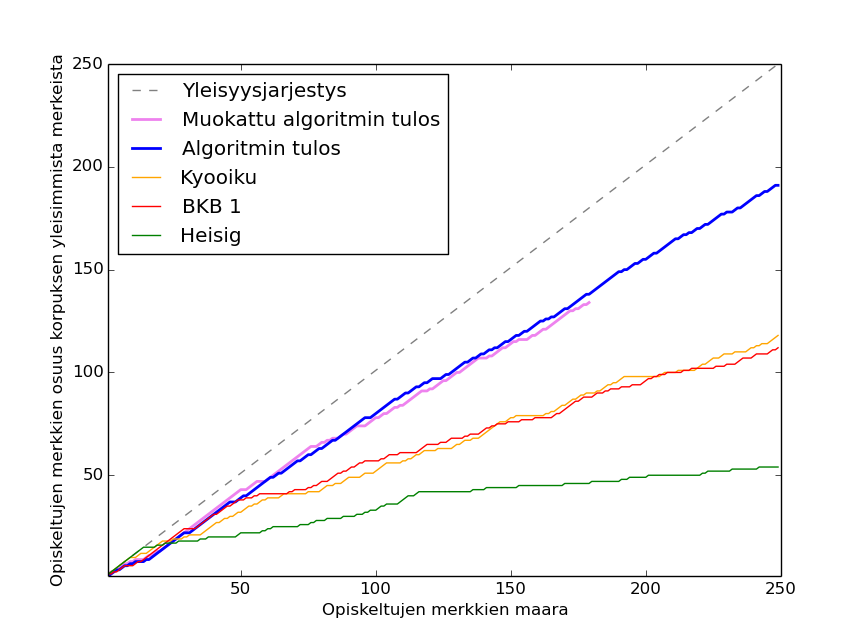 250
200
150
100
50
Opiskeltujen merkkien osuus korpuksen yleisimmista merkeista
Yleisyysjarjestys
Muokattu algoritmin tulos
Algoritmin tulos
Kyooiku
BKB 1
Heisig
50
100
150
200
250
Opiskeltujen merkkien maara